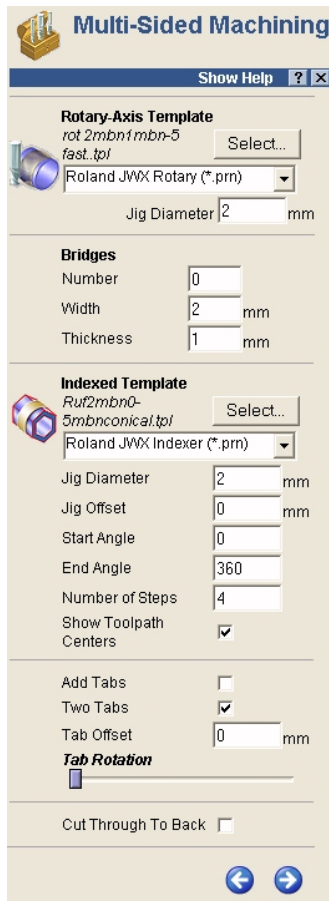 Multi-Sided Machining
Show Help ? ×
Rotary-Axis Template
rot 2mbn1mbn-5
fast..tpl
Select...
Roland JWX Rotary (*.prn)
Jig Diameter 2 mm
Bridges
Number 0
Width 2 mm
Thickness 1 mm
Indexed Template
Ruf2mbn0-
5mbnconical.tpl
Select...
Roland JWX Indexer (*.prn)
Jig Diameter 2 mm
Jig Offset 0 mm
Start Angle 0
End Angle 360
Number of Steps 4
Show Toolpath
Centers
Add Tabs
Two Tabs
Tab Offset 0 mm
Tab Rotation
Cut Through To Back